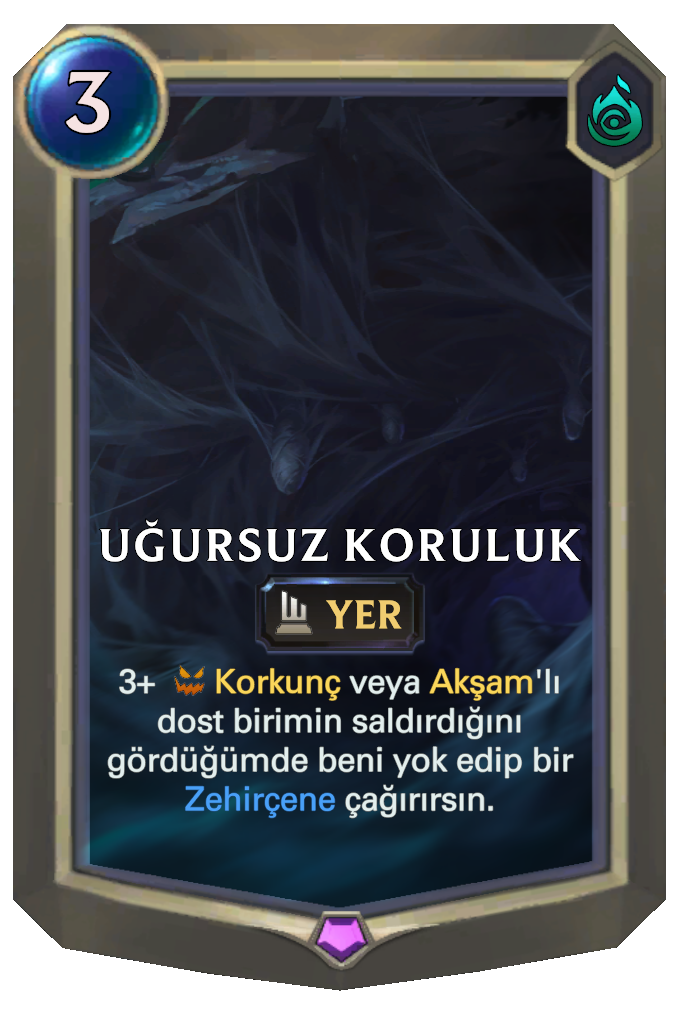 3
UĞURSUZ KORULUK
YER
3+ Korkunç veya Akşam'lı
dost birimin saldırdığını
gördüğümde beni yok edip bir
Zehirçene çağırırsın.